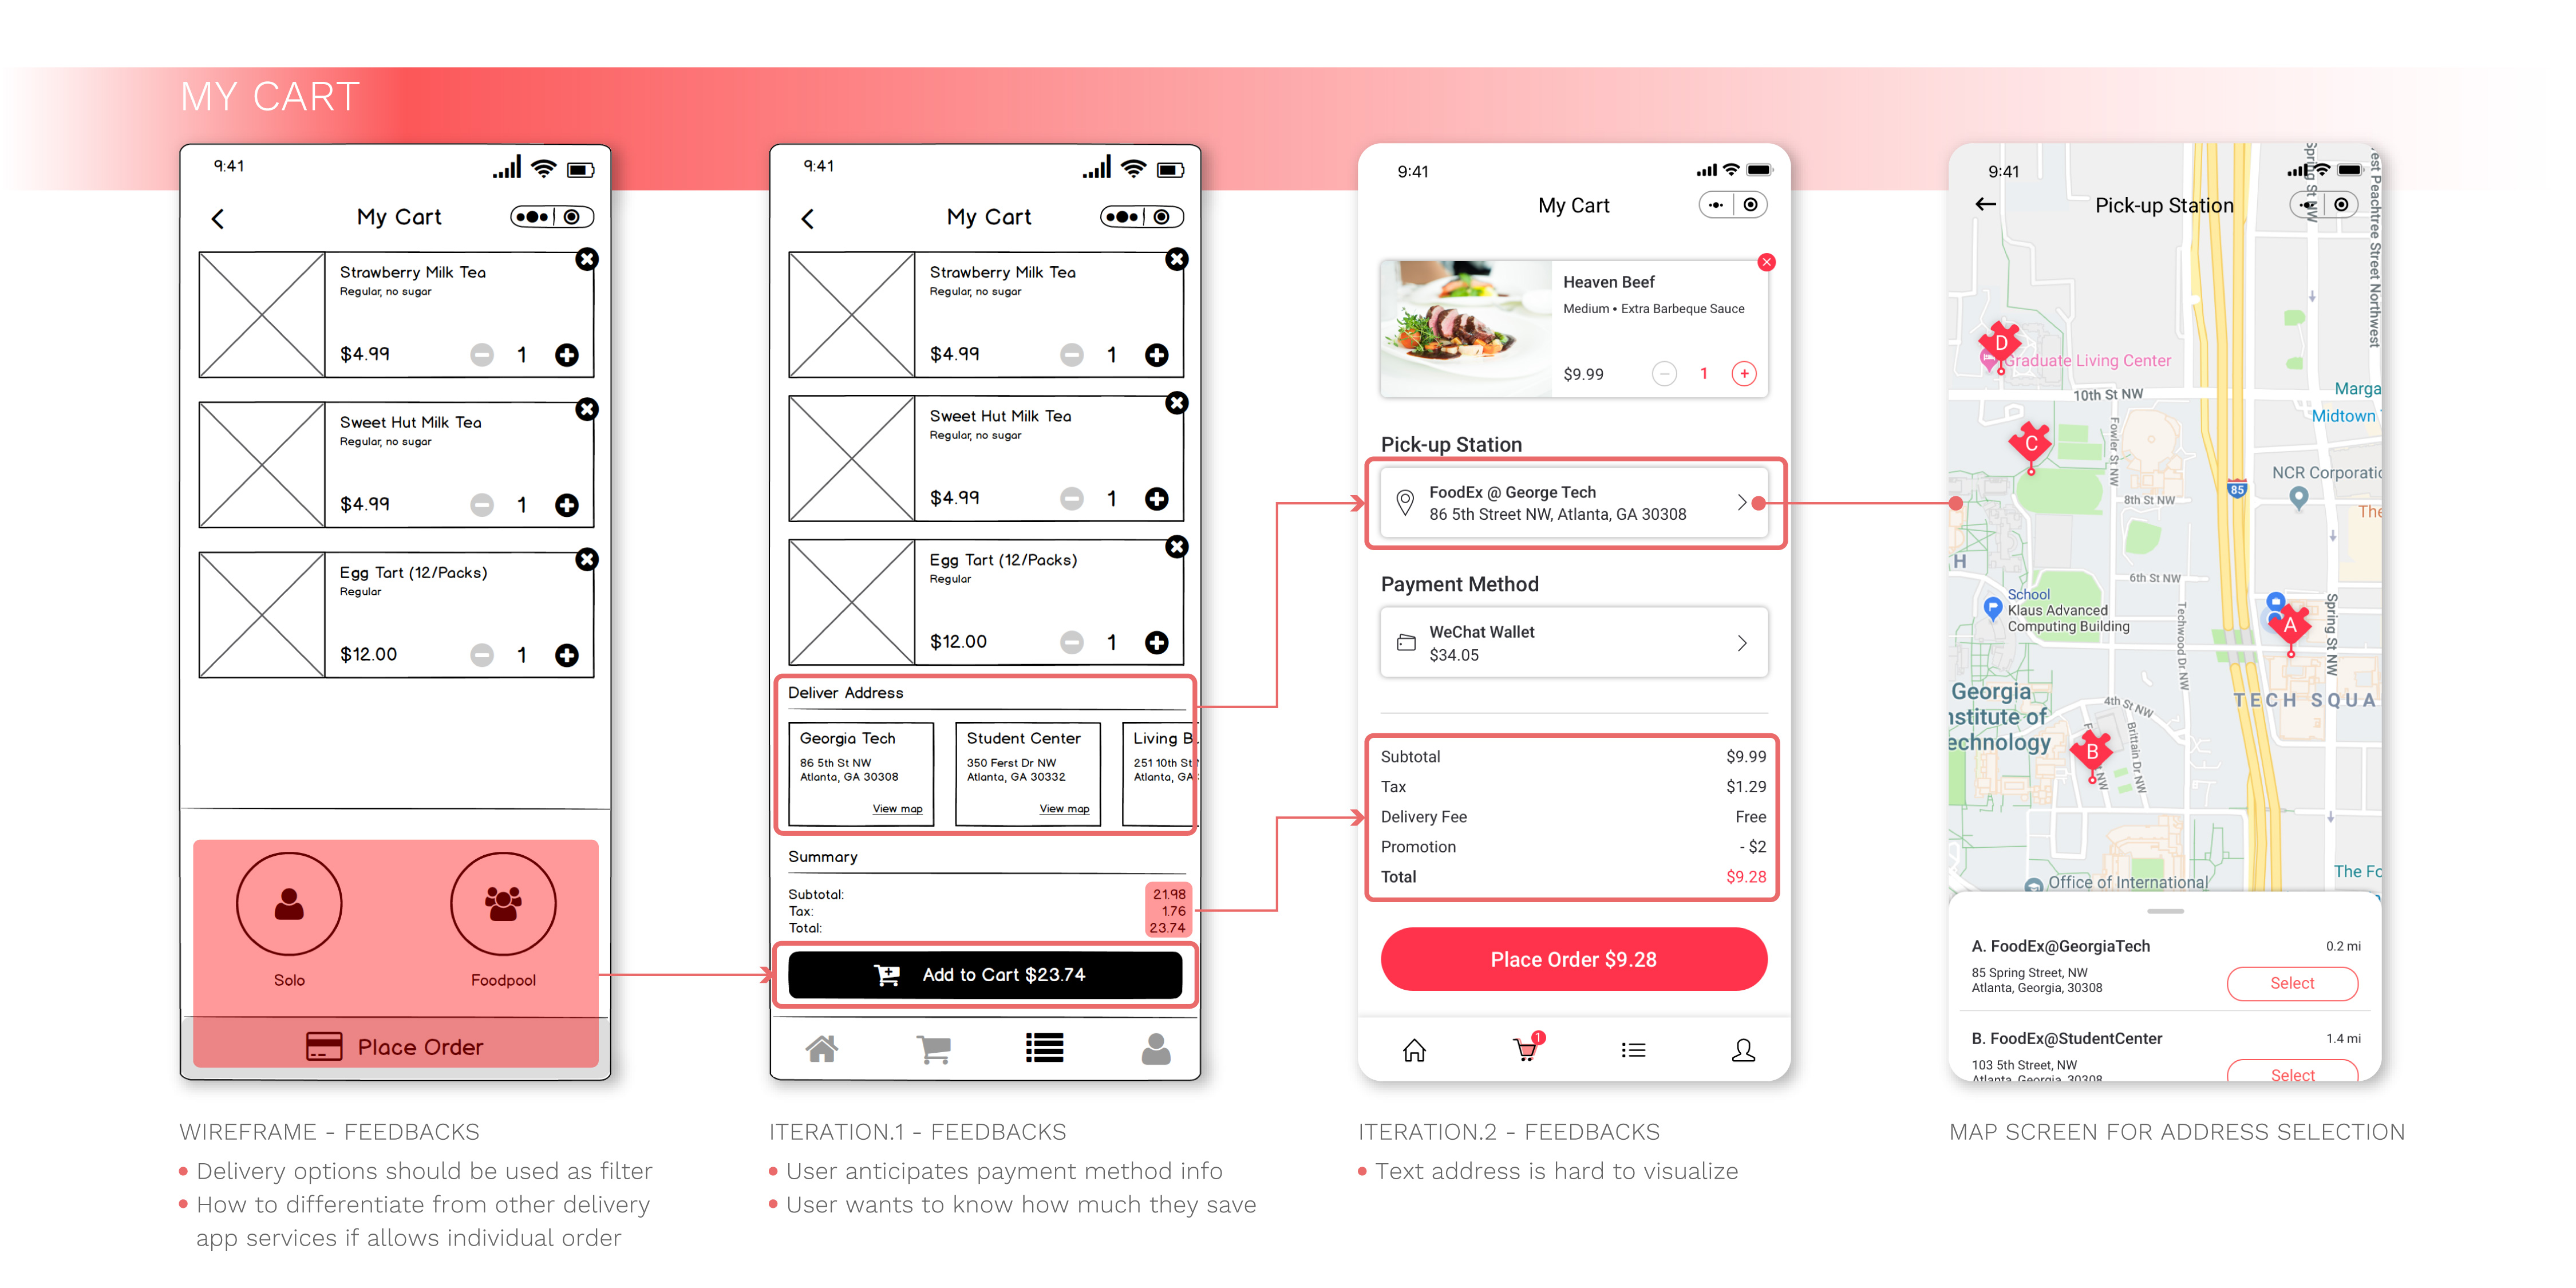 MY CART
9:41
My Cart
Strawberry Milk Tea
Regular, no sugar
$4.99
1
Sweet Hut Milk Tea
Regular, no sugar
$4.99
1
Egg Tart (12/Packs)
Regular
$12.00
1
Solo
Foodpool
Place Order
WIREFRAME - FEEDBACKS
Delivery options should be used as filter
How to differentiate from other delivery
app services if allows individual order
9:41
My Cart
Strawberry Milk Tea
Regular, no sugar
$4.99
1
Sweet Hut Milk Tea
Regular, no sugar
$4.99
1
Egg Tart (12/Packs)
Regular
$12.00
1
Deliver Address
Georgia Tech
86 5th St NW
Atlanta, GA 30308
View map
Student Center
350 Ferst Dr NW
Atlanta, GA 30332
View map
Living B
251 10th St
Atlanta, GA
Summary
Subtotal: 21.98
Tax: 1.76
Total: 23.74
Add to Cart $23.74
ITERATION.1 - FEEDBACKS
User anticipates payment method info
User wants to know how much they save
9:41
My Cart
Heaven Beef
Medium • Extra Barbeque Sauce
$9.99
1
Pick-up Station
FoodEx @ George Tech
86 5th Street NW, Atlanta, GA 30308
Payment Method
WeChat Wallet
$34.05
Subtotal $9.99
Tax $1.29
Delivery Fee Free
Promotion - $2
Total $9.28
Place Order $9.28
1
ITERATION.2 - FEEDBACKS
Text address is hard to visualize
9:41
Pick-up Station
Spring St NW
est Peachtree Street Northwest
D
Graduate Living Center
10th St NW
Marga
Midtown
C
Fowler St NW
NCR Corporatic
85
8th St NW
The
H
6th St NW
School
Klaus Advanced
Computing Building
Techwood Dr NW
A
Spring St NW
Georgia
nstitute of
echnology
4th St NW
TECH SQUA
B
Brittain Dr NW
NW
The Fo
Office of International
A. FoodEx@GeorgiaTech
0.2 mi
85 Spring Street, NW
Atlanta, Georgia, 30308
Select
B. FoodEx@StudentCenter
1.4 mi
103 5th Street, NW
Atlanta, Georgia, 30308
Select
MAP SCREEN FOR ADDRESS SELECTION